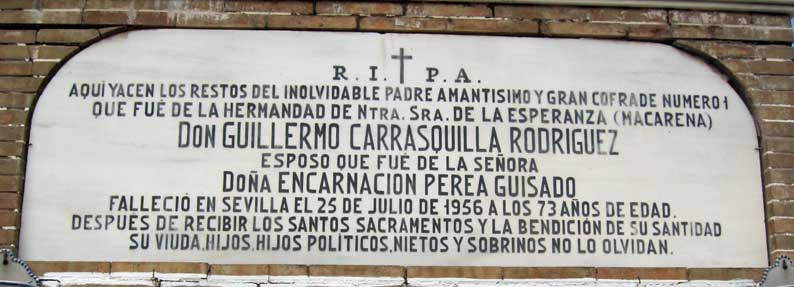 R. I. † P. A.
AQUI YACEN LOS RESTOS DEL INOLVIDABLE PADRE AMANTISIMO Y GRAN COFRADE NUMERO 1
QUE FUÉ DE LA HERMANDAD DE NTRA. SRA. DE LA ESPERANZA (MACARENA)
DON GUILLERMO CARRASQUILLA RODRIGUEZ
ESPOSO QUE FUÉ DE LA SEÑORA
DOÑA ENCARNACION PEREA GUISADO
FALLECIÓ EN SEVILLA EL 25 DE JULIO DE 1956 A LOS 73 AÑOS DE EDAD.
DESPUÉS DE RECIBIR LOS SANTOS SACRAMENTOS Y LA BENDICIÓN DE SU SANTIDAD
SU VIUDA, HIJOS, HIJOS POLÍTICOS, NIETOS Y SOBRINOS NO LO OLVIDAN.